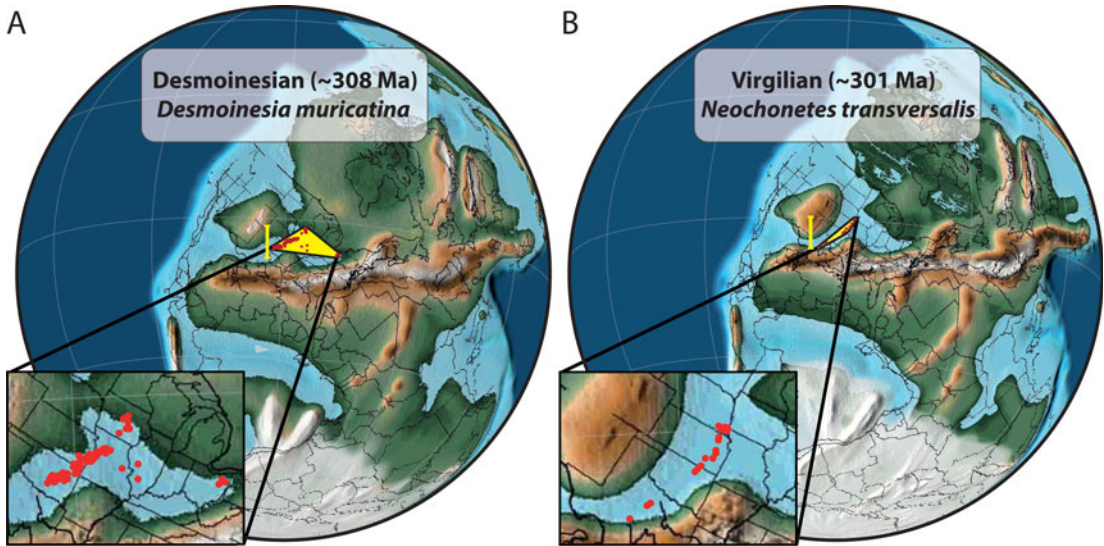 A
Desmoinesian (~308 Ma)
Desmoinesia muricatina
B
Virgilian (~301 Ma)
Neochonetes transversalis